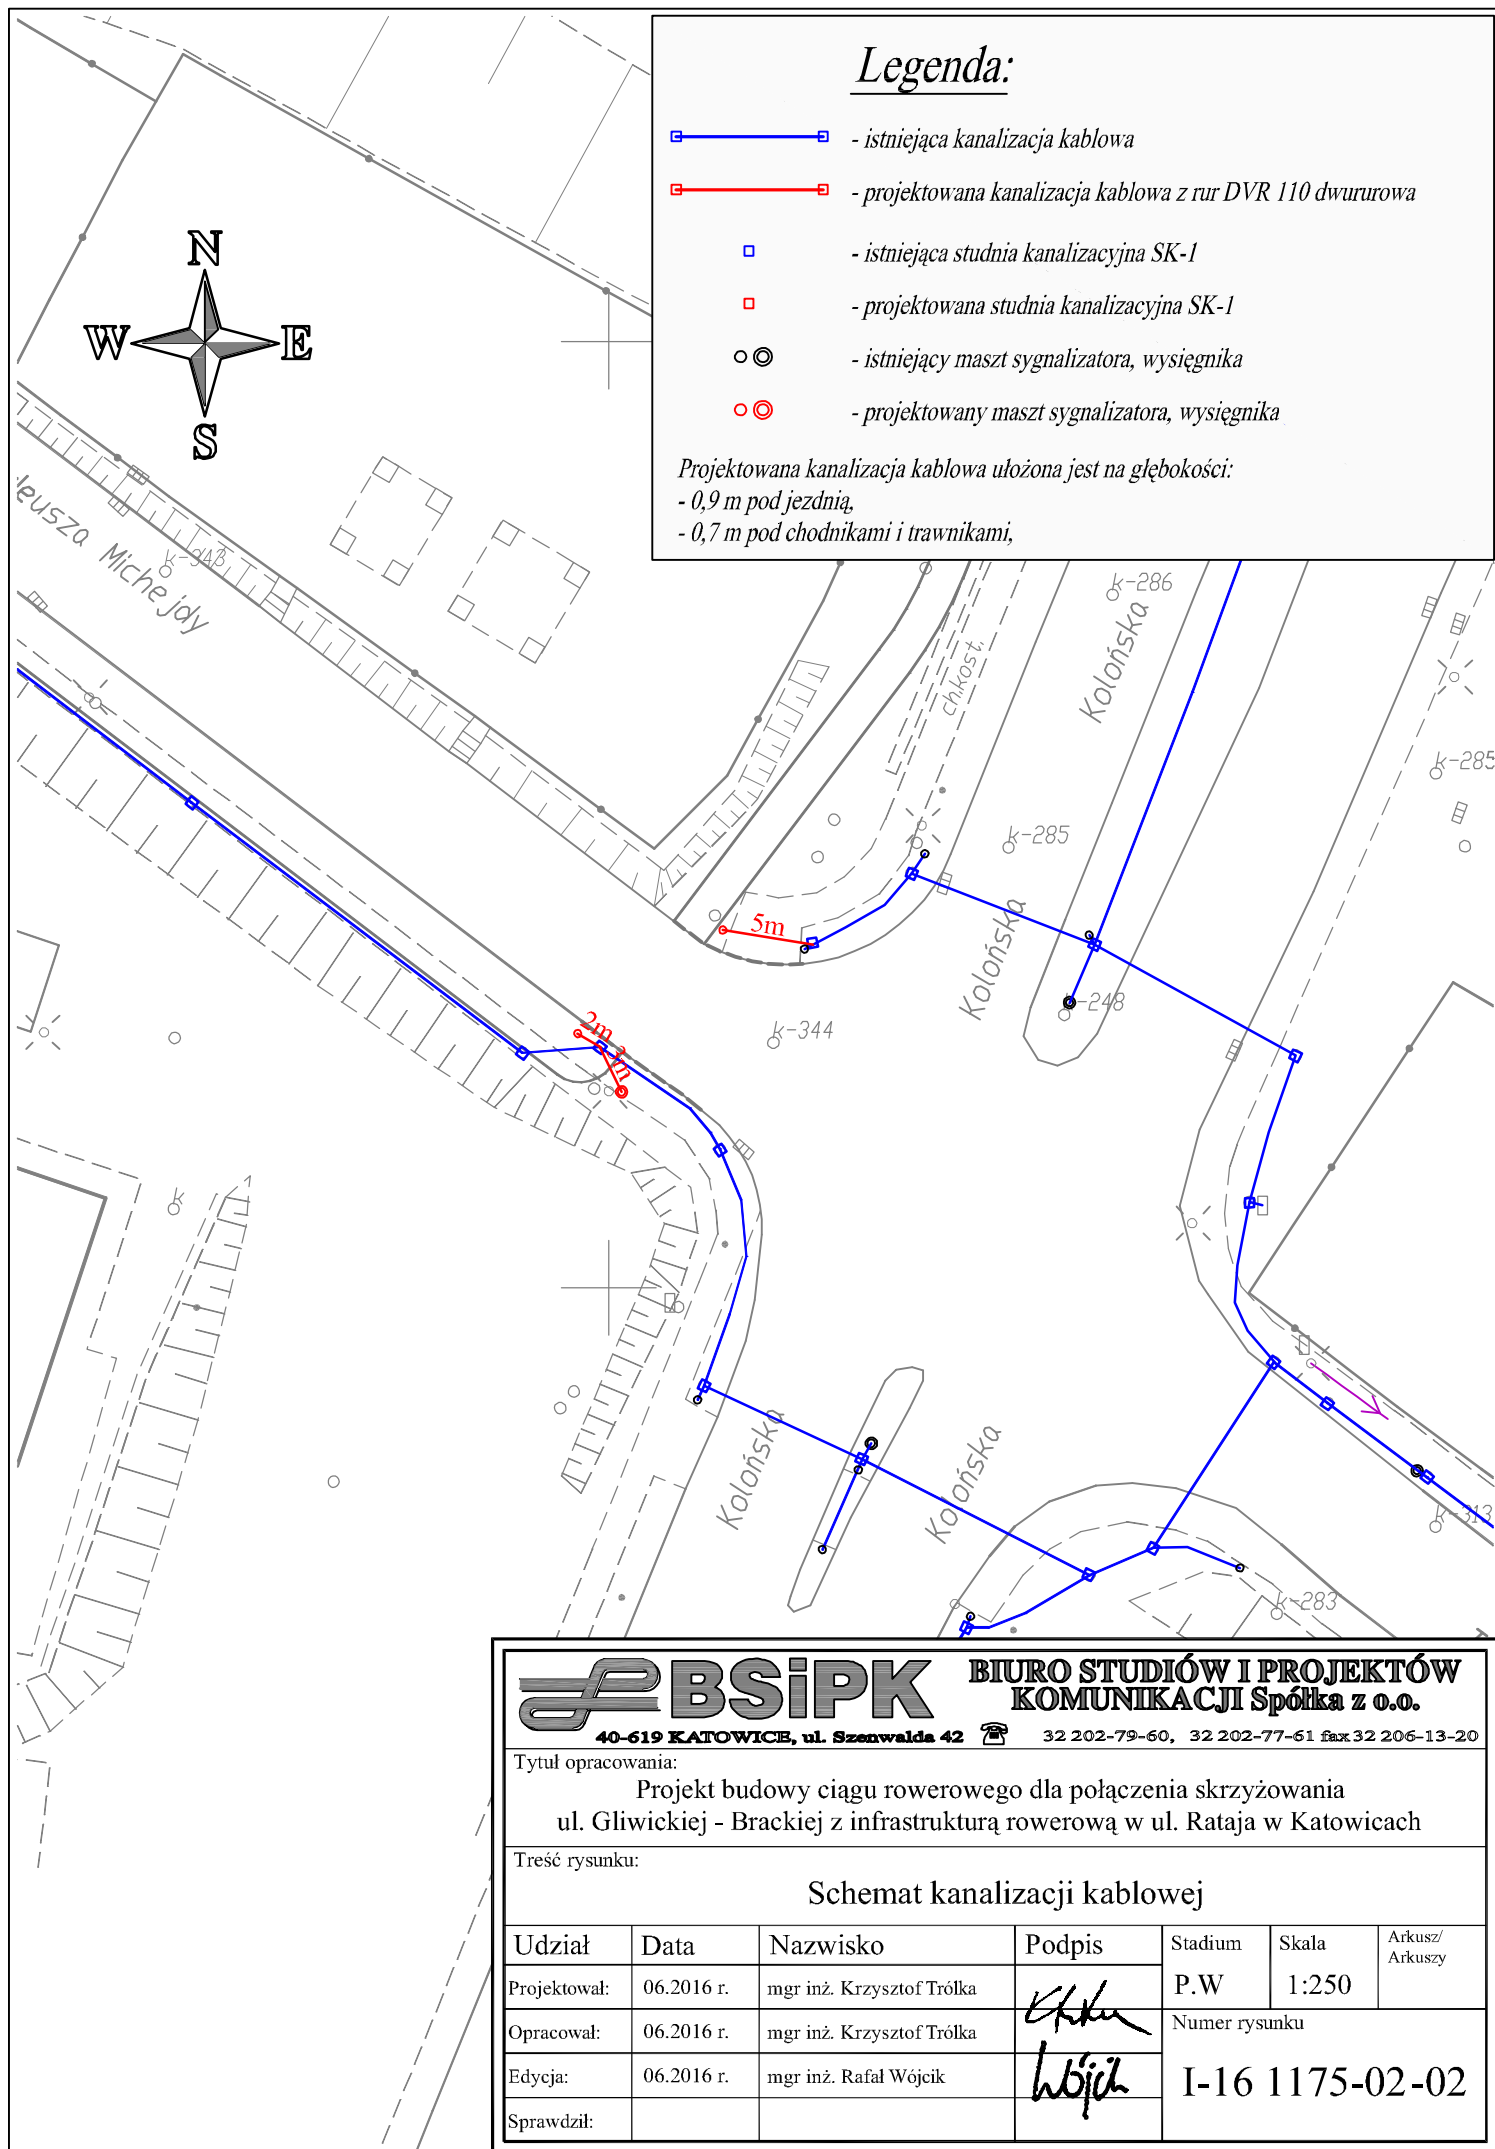 Legenda:
- istniejąca kanalizacja kablowa
- projektowana kanalizacja kablowa z rur DVR 110 dwururowa
- istniejąca studnia kanalizacyjna SK-1
- projektowana studnia kanalizacyjna SK-1
- istniejący maszt sygnalizatora, wysięgnika
- projektowany maszt sygnalizatora, wysięgnika
Projektowana kanalizacja kablowa ułożona jest na głębokości:
- 0,9 m pod jezdnią,
- 0,7 m pod chodnikami i trawnikami,
N
W E
S
deusza Michejdy
k-343
k-286
Kolońska
chkost.
k-285
k-285
5m
Kolońska
k-248
k-344
2m
3m
k
Kolońska
Kolońska
k-313
k-283
BSiPK
BIURO STUDIÓW I PROJEKTÓW
KOMUNIKACJI Spółka z o.o.
40-619 KATOWICE, ul. Szenwalda 42 32 202-79-60, 32 202-77-61 fax 32 206-13-20
Tytuł opracowania:
Projekt budowy ciągu rowerowego dla połączenia skrzyżowania
ul. Gliwickiej - Brackiej z infrastrukturą rowerową w ul. Rataja w Katowicach
Treść rysunku:
Schemat kanalizacji kablowej
Udział Data Nazwisko Podpis Stadium Skala Arkusz/
Arkuszy
Projektował: 06.2016 r. mgr inż. Krzysztof Trólka P.W 1:250
Opracował: 06.2016 r. mgr inż. Krzysztof Trólka Numer rysunku
Edycja: 06.2016 r. mgr inż. Rafał Wójcik Wójcik I-16 1175-02-02
Sprawdził: